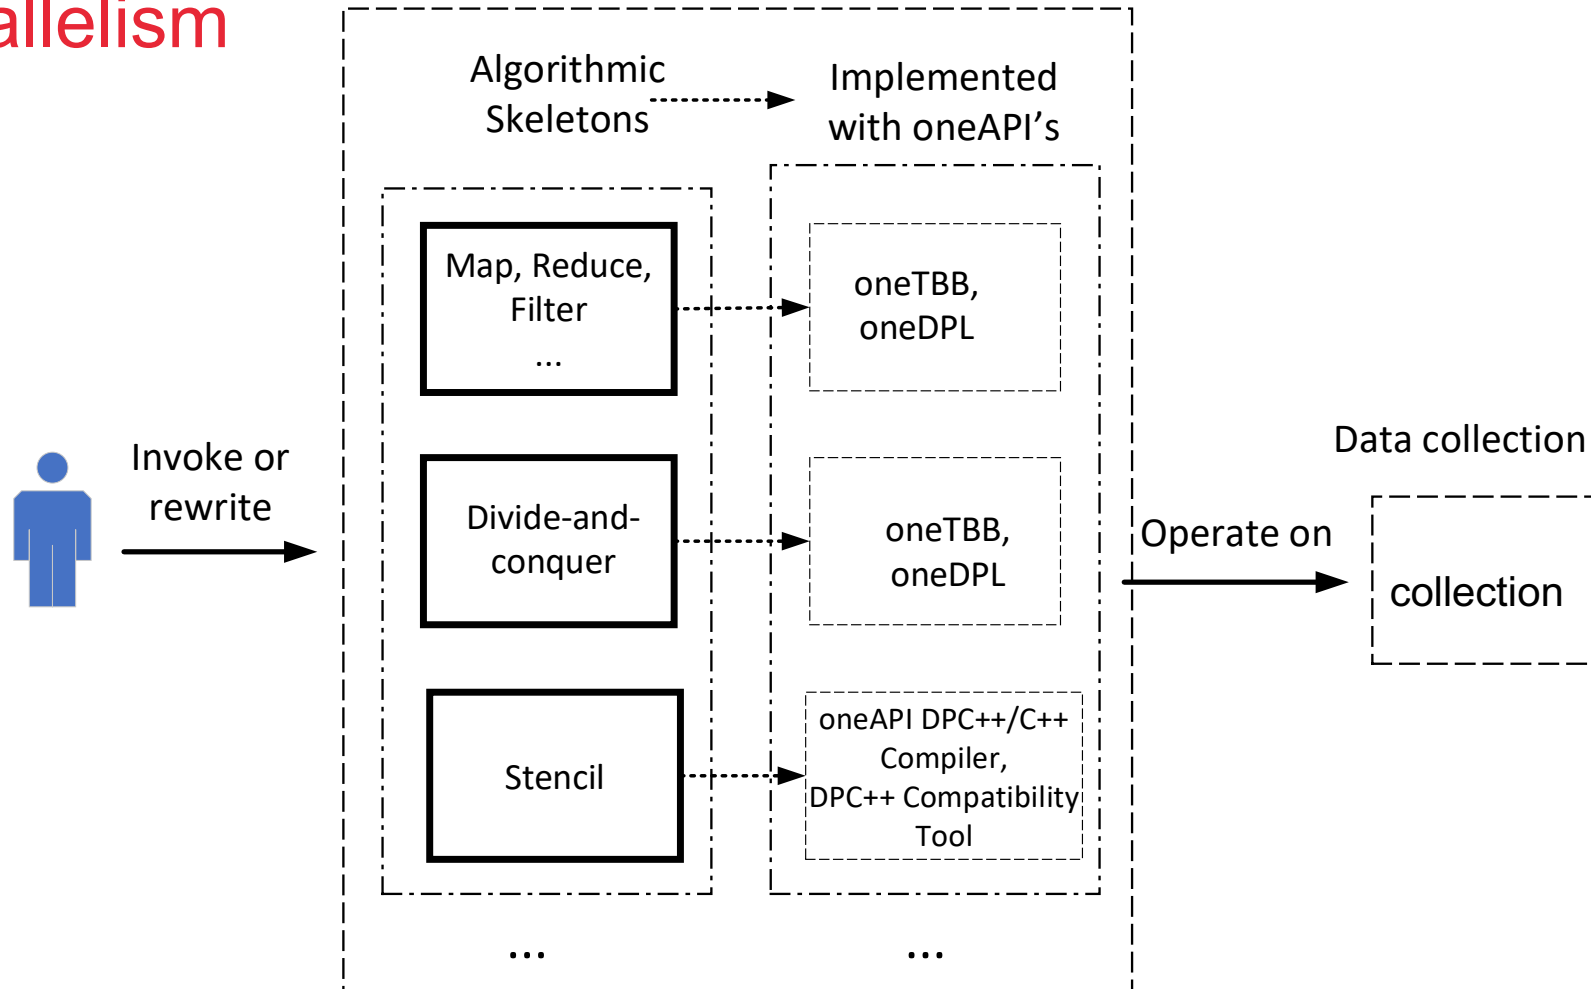 allelism
Algorithmic
Skeletons
Implemented
with oneAPI's
Map, Reduce,
Filter
...
oneTBB,
oneDPL
Invoke or
rewrite
Divide-and-
conquer
oneTBB,
oneDPL
Operate on
Data collection
collection
Stencil
oneAPI DPC++/C++
Compiler,
DPC++ Compatibility
Tool
...
...